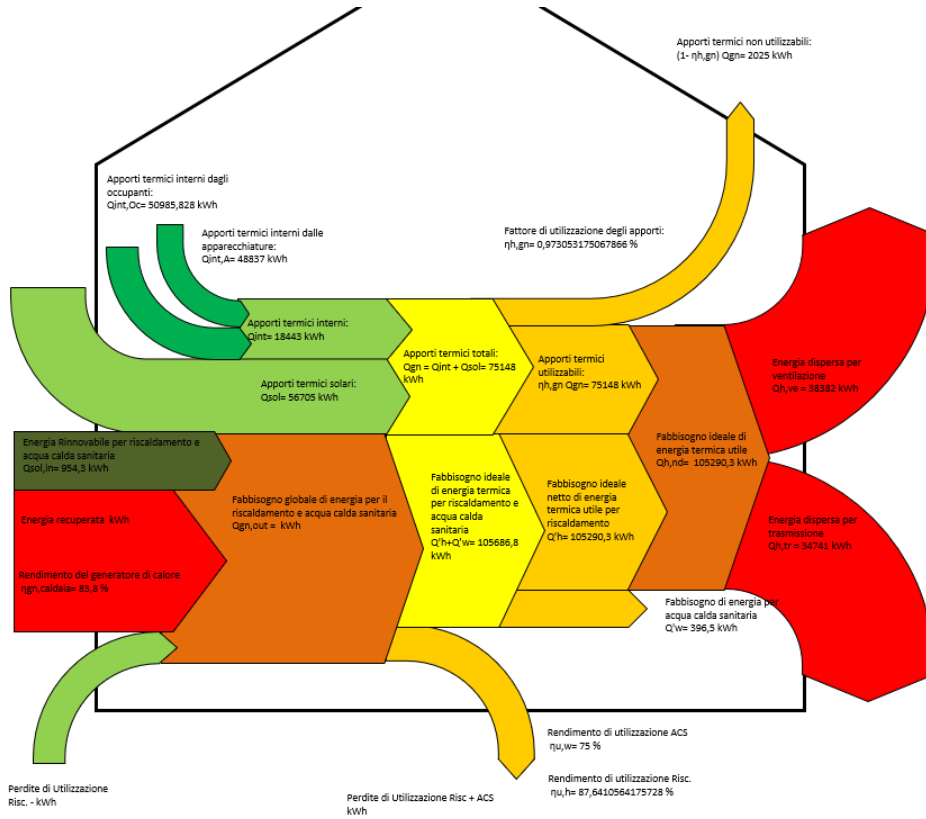 Apporti termici non utilizzabili:
(1- ηh,gn) Qgn= 2025 kWh
Apporti termici interni dagli
occupanti:
Qint,Oc= 50985,828 kWh
Apporti termici interni dalle
apparecchiature:
Qint,A= 48837 kWh
Fattore di utilizzazione degli apporti:
ηh,gn= 0,973053175067866 %
Apporti termici interni:
Qint= 18443 kWh
Apporti termici totali:
Qgn = Qint + Qsol= 75148
kWh
Apporti termici
utilizzabili:
ηh,gn Qgn= 75148 kWh
Energia dispersa per
ventilazione
Qh,ve = 38382 kWh
Apporti termici solari:
Qsol= 56705 kWh
Energia Rinnovabile per riscaldamento e
acqua calda sanitaria
Qsol,in= 954,3 kWh
Fabbisogno ideale di
energia termica utile
Qh,nd=  105290,3 kWh
Fabbisogno globale di energia per il
riscaldamento e acqua calda sanitaria
Qgn,out =  kWh
Fabbisogno ideale
di energia termica
per riscaldamento e
acqua calda
sanitaria
Q'h+Q'w= 105686,8
kWh
Fabbisogno ideale
netto di energia
termica utile per
riscaldamento
Q'h= 105290,3 kWh
Energia recuperata  kWh
Energia dispersa per
trasmissione
Qh,tr = 34741 kWh
Rendimento del generatore di calore
ηgn,caldaia= 83,8 %
Fabbisogno di energia per
acqua calda sanitaria
Q'w= 396,5 kWh
Rendimento di utilizzazione ACS
ηu,w= 75 %
Rendimento di utilizzazione Risc.
ηu,h= 87,6410564175728 %
Perdite di Utilizzazione
Risc. - kWh
Perdite di Utilizzazione Risc + ACS
kWh